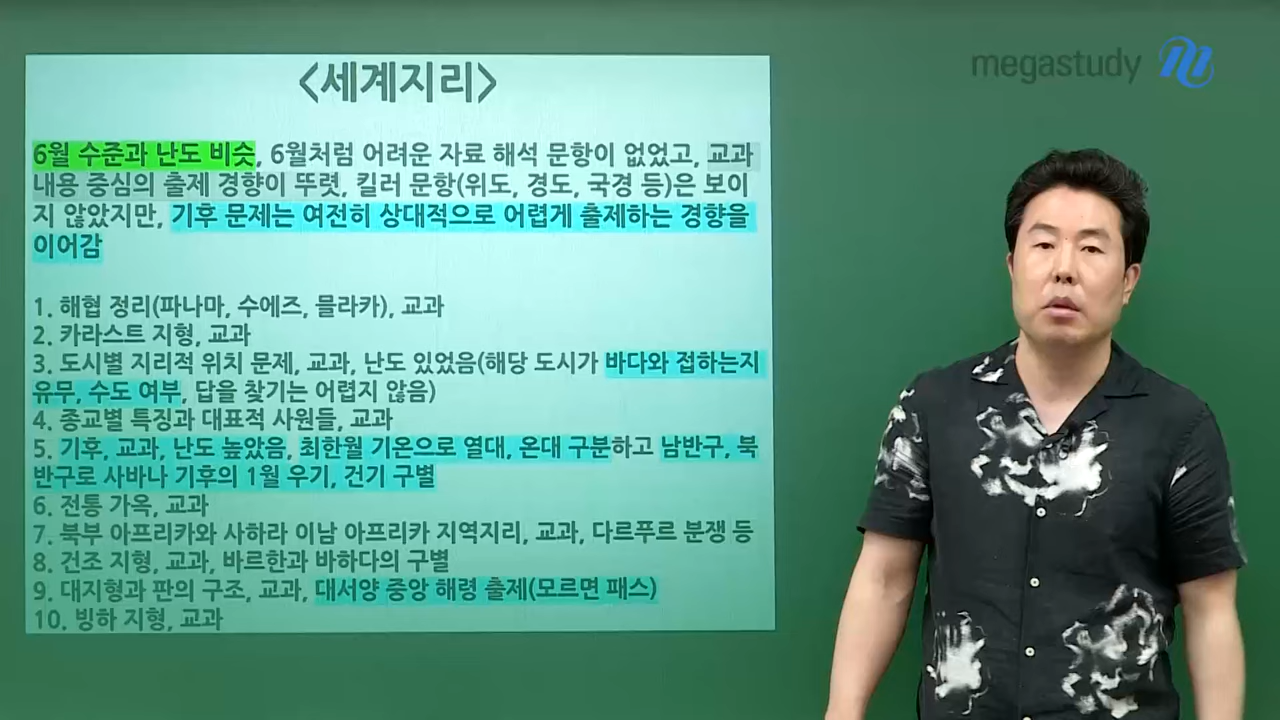 megastudy
<세계지리>
6월 수준과 난도 비슷, 6월처럼 어려운 자료 해석 문항이 없었고, 교과
내용 중심의 출제 경향이 뚜렷, 킬러 문항(위도, 경도, 국경 등)은 보이
지 않았지만, 기후 문제는 여전히 상대적으로 어렵게 출제하는 경향을
이어감
1. 해협 정리(파나마, 수에즈, 믈라카), 교과
2. 카라스트 지형, 교과
3. 도시별 지리적 위치 문제, 교과, 난도 있었음(해당 도시가 바다와 접하는지
유무, 수도 여부, 답을 찾기는 어렵지 않음)
4. 종교별 특징과 대표적 사원들, 교과
5. 기후, 교과, 난도 높았음, 최한월 기온으로 열대, 온대 구분하고 남반구, 북
반구로 사바나 기후의 1월 우기, 건기 구별
6. 전통 가옥, 교과
7. 북부 아프리카와 사하라 이남 아프리카 지역지리, 교과, 다르푸르 분쟁 등
8. 건조 지형, 교과, 바르한과 바하다의 구별
9. 대지형과 판의 구조, 교과, 대서양 중앙 해령 출제(모르면 패스)
10. 빙하 지형, 교과